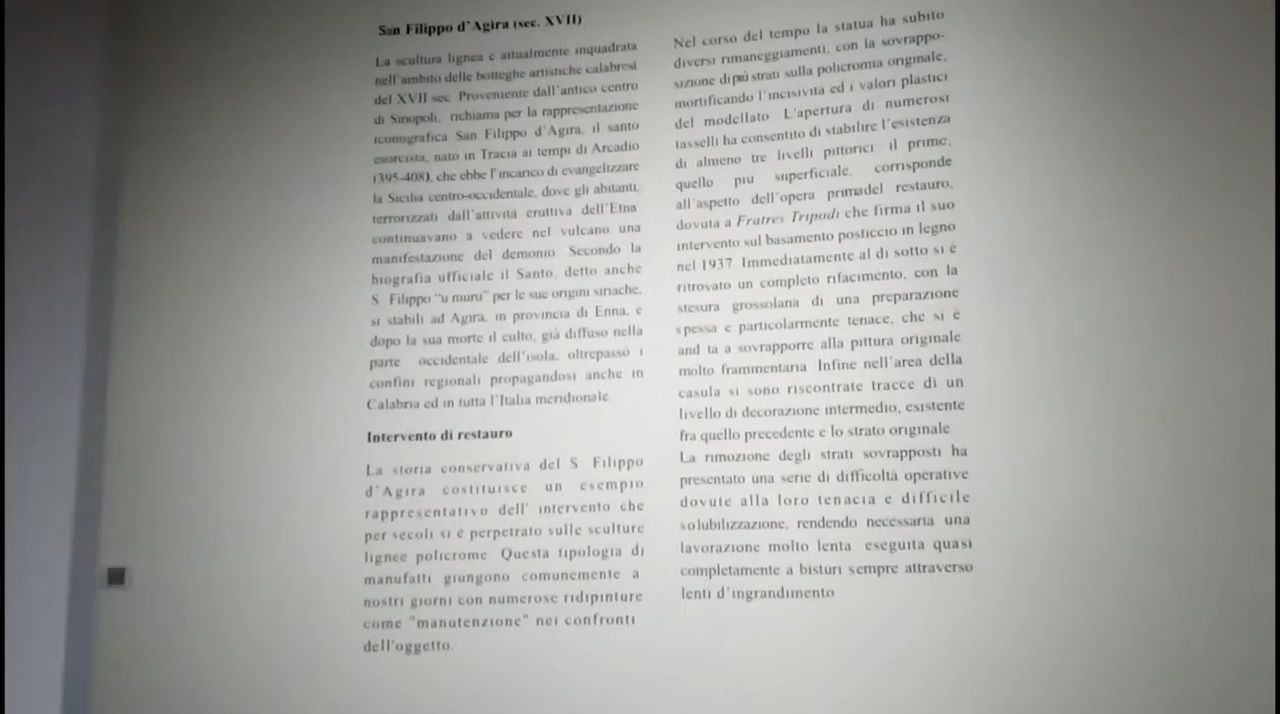 San Filippo d'Agira (sec. XVII)
La scultura lignea è attualmente inquadrata
nell'ambito delle botteghe artistiche calabresi
del XVII sec. Proveniente dall'antico centro
di Sinopoli, richiama per la rappresentazione
iconografica San Filippo d'Agira, il santo
esorcista, nato in Tracia ai tempi di Arcadio
(395-408), che ebbe l'incarico di evangelizzare
la Sicilia centro-occidentale, dove gli abitanti,
terrorizzati dall'attività eruttiva dell'Etna
continuavano a vedere nel vulcano una
manifestazione del demonio. Secondo la
biografia ufficiale il Santo, detto anche
S. Filippo "u niuru" per le sue origini siriache,
si stabilì ad Agira, in provincia di Enna, e
dopo la sua morte il culto, già diffuso nella
parte occidentale dell'isola, oltrepassò i
confini regionali propagandosi anche in
Calabria ed in tutta l'Italia meridionale.
Intervento di restauro
La storia conservativa del S. Filippo
d'Agira costituisce un esempio
rappresentativo dell' intervento che
per secoli si è perpetrato sulle sculture
lignee policrome. Questa tipologia di
manufatti giungono comunemente a
nostri giorni con numerose ridipinture
come "manutenzione" nei confronti
dell'oggetto.
Nel corso del tempo la statua ha subito
diversi rimaneggiamenti, con la sovrappo-
sizione di più strati sulla policromia originale,
mortificando l'incisività ed i valori plastici
del modellato. L'apertura di numerosi
tasselli ha consentito di stabilire l'esistenza
di almeno tre livelli pittorici: il primo,
quello più superficiale, corrisponde
all'aspetto dell'opera primadel restauro,
dovuta a Fratres Tripodi che firma il suo
intervento sul basamento posticcio in legno
nel 1937. Immediatamente al di sotto si è
ritrovato un completo rifacimento, con la
stesura grossolana di una preparazione
spessa e particolarmente tenace, che si è
and ta a sovrapporre alla pittura originale
molto frammentaria. Infine nell'area della
casula si sono riscontrate tracce di un
livello di decorazione intermedio, esistente
fra quello precedente e lo strato originale.
La rimozione degli strati sovrapposti ha
presentato una serie di difficoltà operative
dovute alla loro tenacia e difficile
solubilizzazione, rendendo necessaria una
lavorazione molto lenta eseguita quasi
completamente a bisturi sempre attraverso
lenti d'ingrandimento.